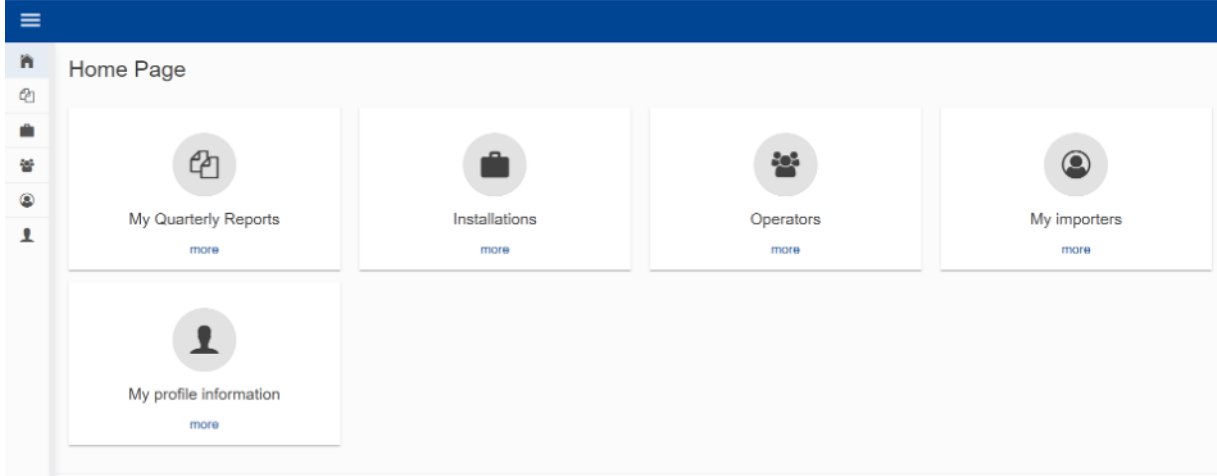 Home Page
My Quarterly Reports
more
Installations
more
Operators
more
My importers
more
My profile information
more